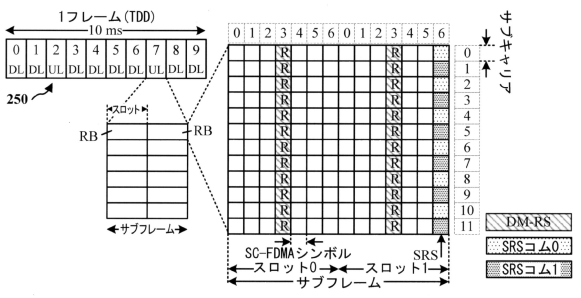 1フレーム(TDD)
10 ms
0 1 2 3 4 5 6 7 8 9
DL DL UL DL DL DL DL UL DL DL
250
スロット
RB RB
サブフレーム
0 1 2 3 4 5 6 0 1 2 3 4 5 6
サブキャリア
R R 0
R R 1
R R 2
R R 3
R R 4
R R 5
R R 6
R R 7
R R 8
R R 9
R R 10
R R 11
SC-FDMAシンボル
SRS
スロット0 スロット1
サブフレーム
DM-RS
SRSコム0
SRSコム1